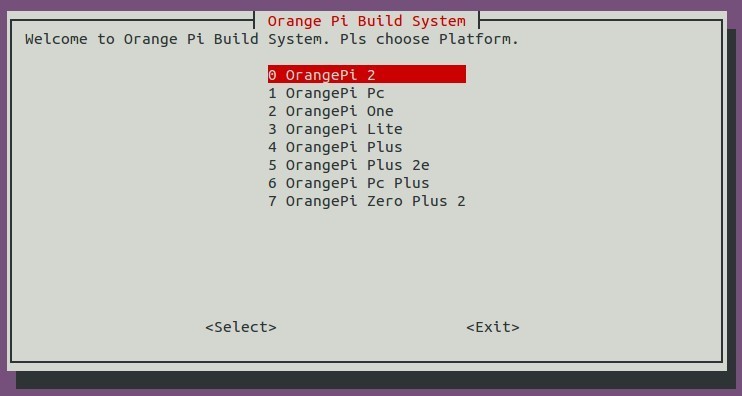 Orange Pi Build System
Welcome to Orange Pi Build System. Pls choose Platform.
0 OrangePi 2
1 OrangePi Pc
2 OrangePi One
3 OrangePi Lite
4 OrangePi Plus
5 OrangePi Plus 2e
6 OrangePi Pc Plus
7 OrangePi Zero Plus 2
<Select> <Exit>